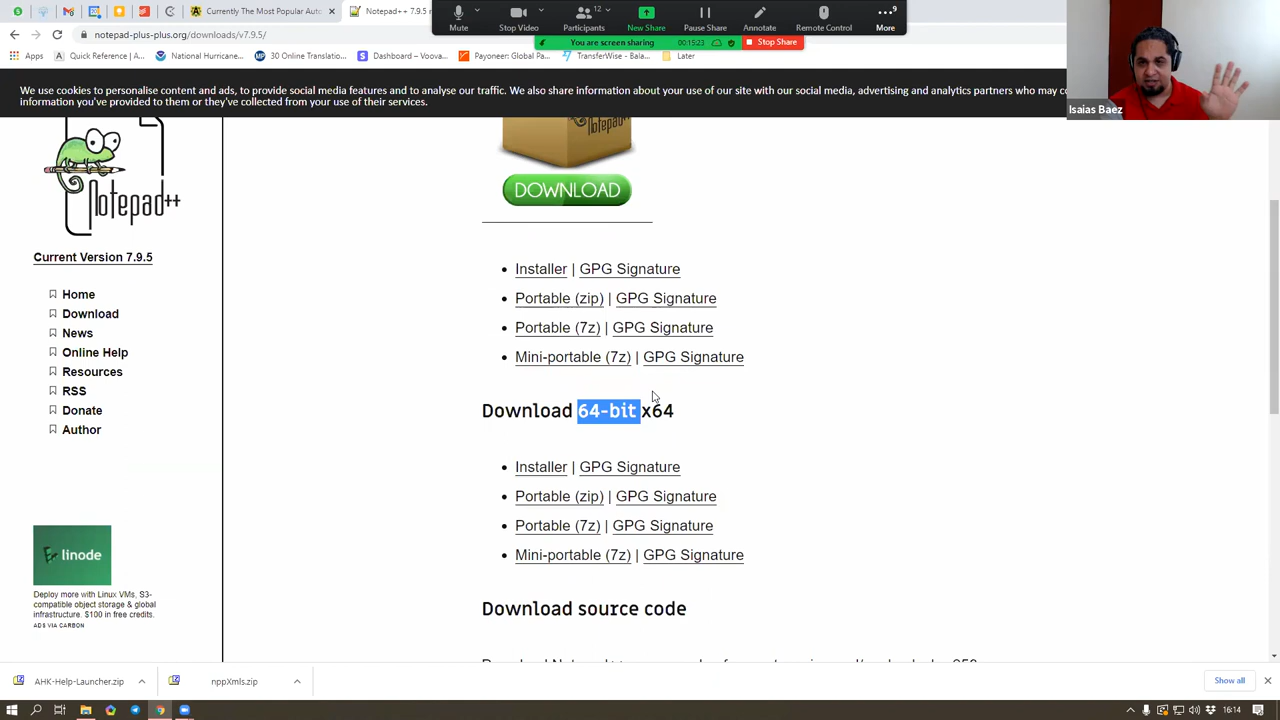 Currently The Most Popular Auto
Notepad++ 7.9.5 r
Mute
Stop Video
12
Participants
New Share
Pause Share
Annotate
Remote Control
9
More
You are screen sharing
00:15:23
Stop Share
notepad-plus-plus.org/downloads/v7.9.5/
Apps
Quick Reference | A...
National Hurricane...
30 Online Translatio...
Dashboard – Voova...
Payoneer: Global Pa...
TransferWise - Bala...
Later
We use cookies to personalise content and ads, to provide social media features and to analyse our traffic. We also share information about your use of our site with our social media, advertising and analytics partners who may co
information you've provided to them or they've collected from your use of their services.
Isaias Baez
Notepad++
Notepad++
DOWNLOAD
Current Version 7.9.5
Home
Download
News
Online Help
Resources
RSS
Donate
Author
Installer | GPG Signature
Portable (zip) | GPG Signature
Portable (7z) | GPG Signature
Mini-portable (7z) | GPG Signature
Download 64-bit x64
Installer | GPG Signature
Portable (zip) | GPG Signature
Portable (7z) | GPG Signature
Mini-portable (7z) | GPG Signature
Download source code
linode
Deploy more with Linux VMs, S3-
compatible object storage & global
infrastructure. $100 in free credits.
ADS VIA CARBON
AHK-Help-Launcher.zip
nppXmls.zip
Show all
16:14